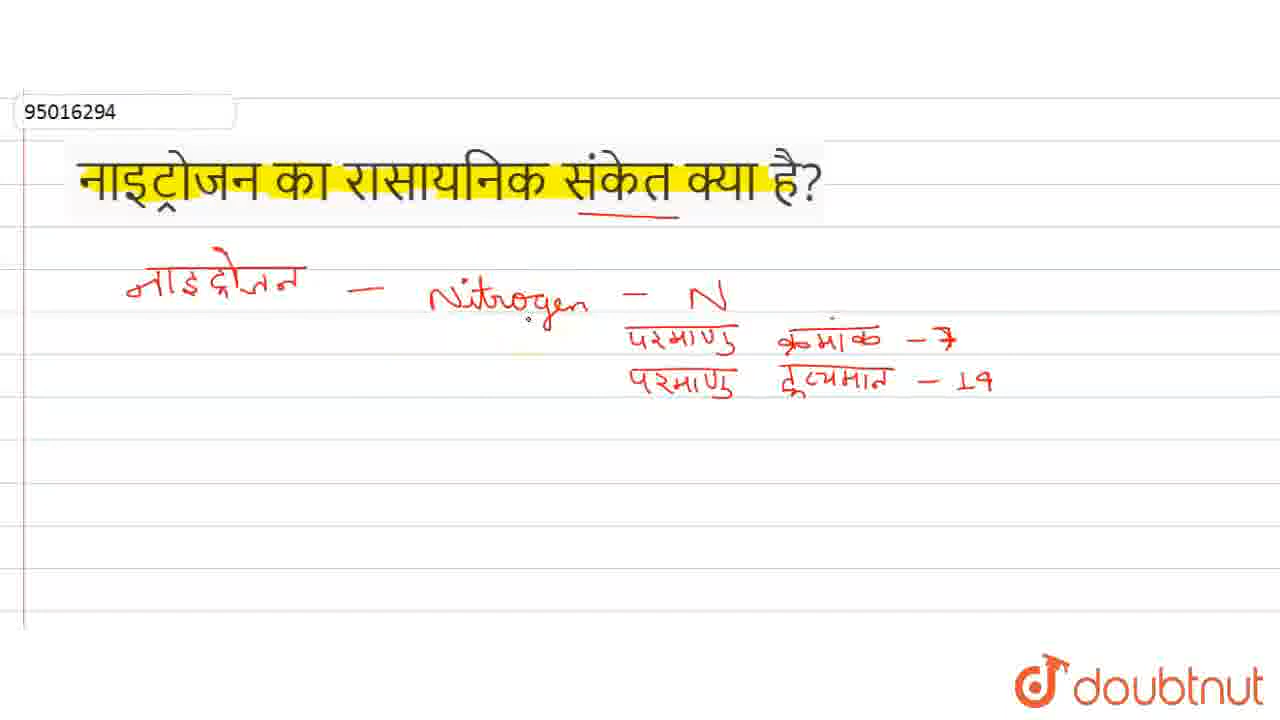 95016294
नाइट्रोजन का रासायनिक संकेत क्या है?
नाइट्रोजन – Nitrogen – N
परमाणु क्रमांक – 7
परमाणु द्रव्यमान – 14
doubtnut